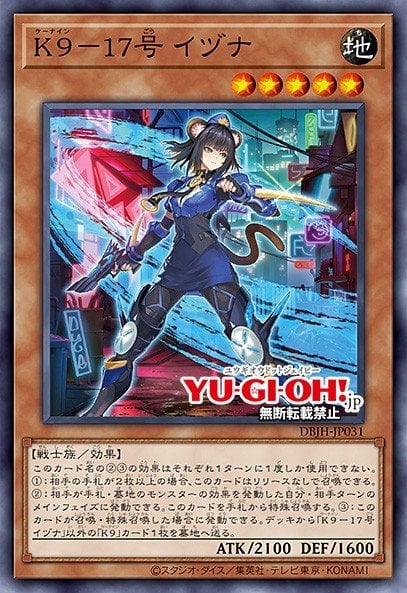 ケーナイン ごう
K9－17号 イヅナ
地
ユウギオウドットジェイピー
YU-GI-OH!.jp
無断転載禁止
DBJH-JP031
【戦士族／効果】
このカード名の②③の効果はそれぞれ１ターンに１度しか使用できない。
①：相手の手札が２枚以上の場合、このカードはリリースなしで召喚できる。
②：相手が手札・墓地のモンスターの効果を発動した自分・相手ターンの
メインフェイズに発動できる。このカードを手札から特殊召喚する。③：この
カードが召喚・特殊召喚した場合に発動できる。デッキから「K9－17号
イヅナ」以外の「K9」カード１枚を墓地へ送る。
ATK/2100 DEF/1600
©スタジオ・ダイス／集英社・テレビ東京・KONAMI